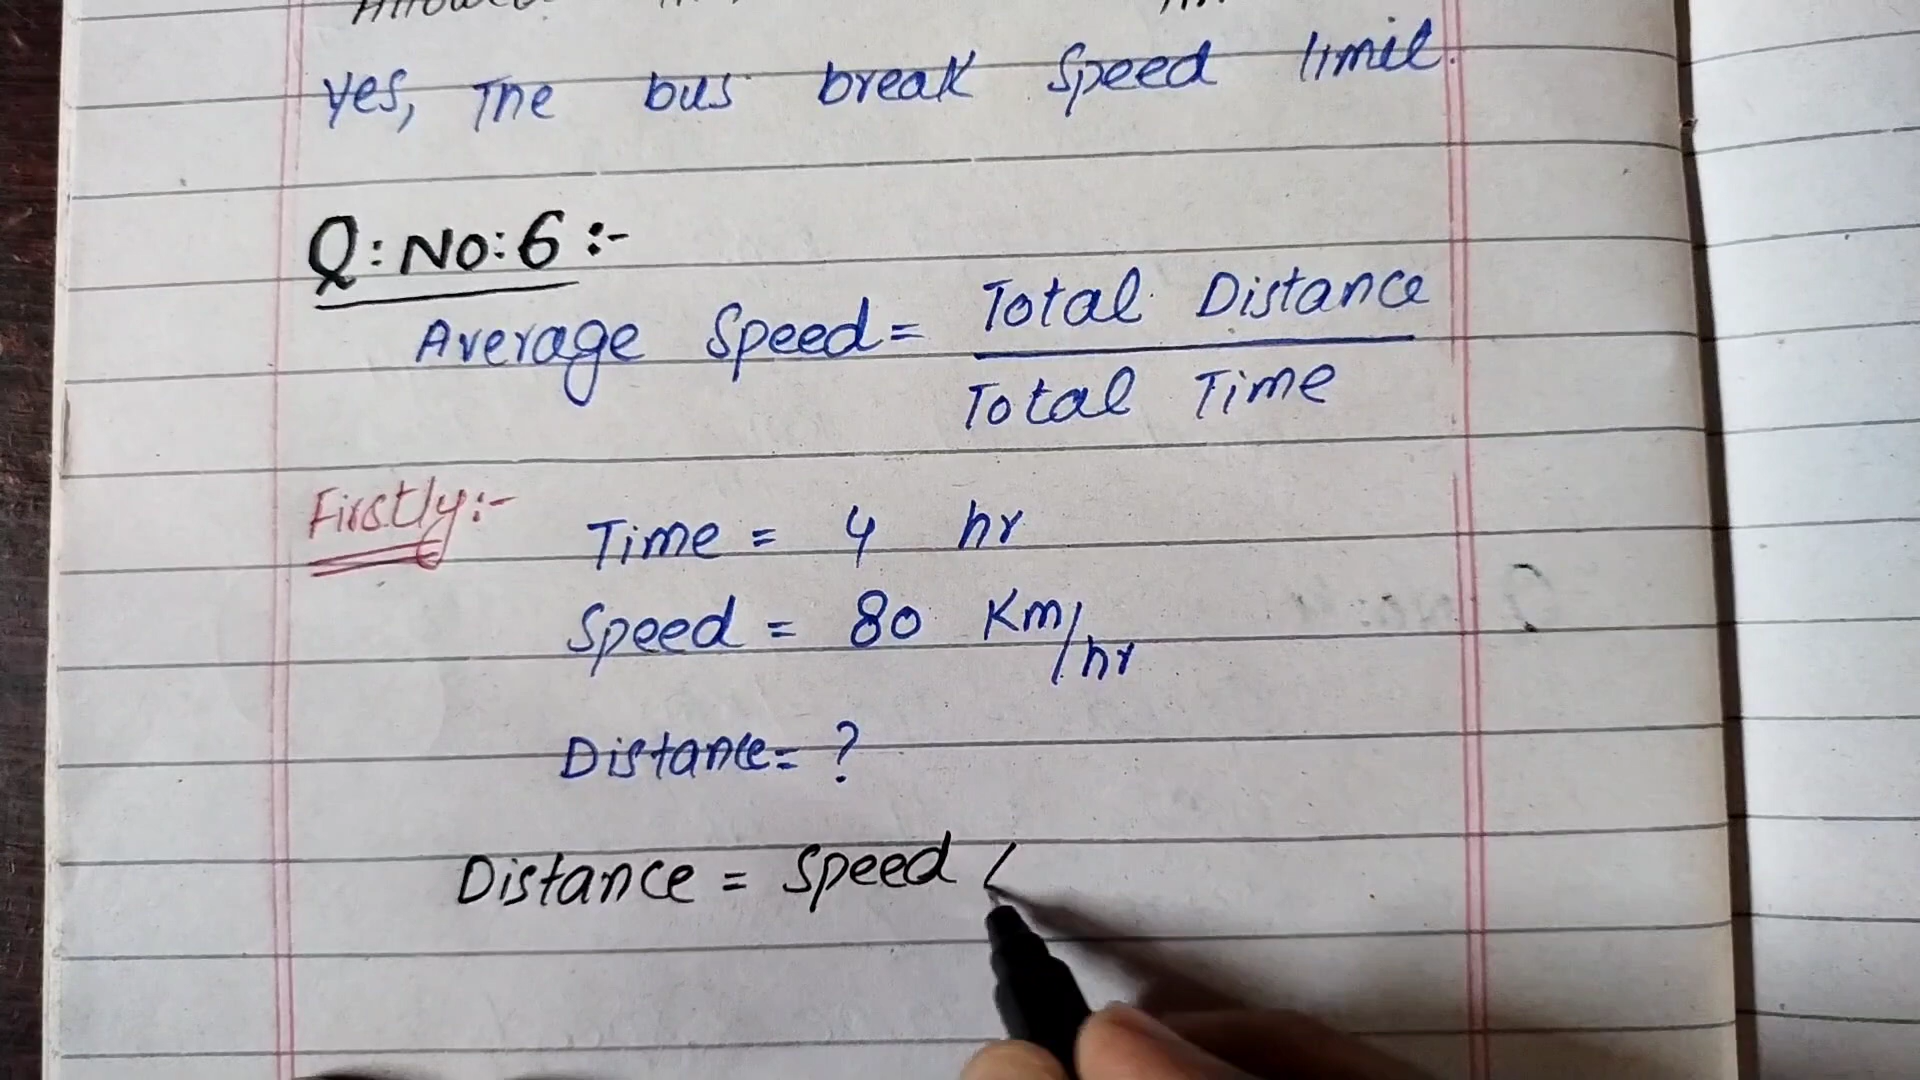 Yes, The bus break Speed limit.
Q:No:6:-
Average Speed = Total Distance
Total Time
Firstly:- Time = 4 hr
Speed = 80 Km/hr
Distance = ?
Distance = Speed